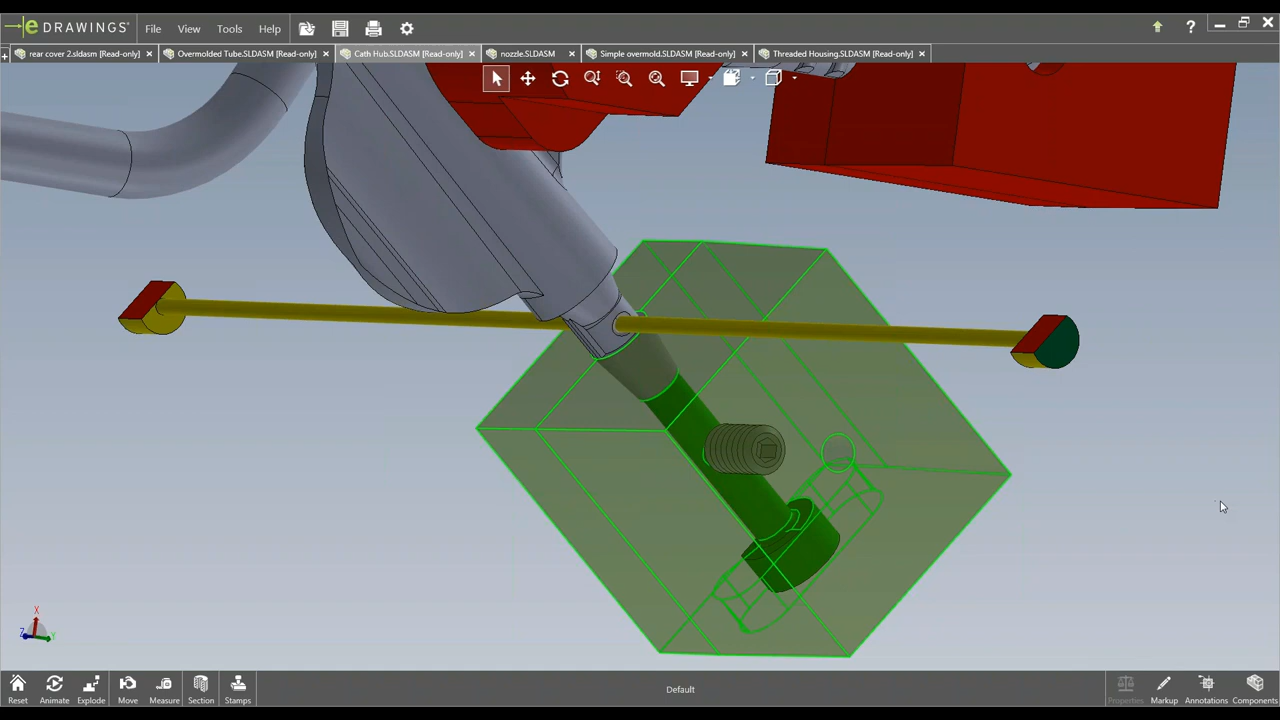 eDRAWINGS® File View Tools Help ?
rear cover 2.sldasm [Read-only] Overmolded Tube.SLDASM [Read-only] Cath Hub.SLDASM [Read-only] nozzle.SLDASM Simple overmold.SLDASM [Read-only] Threaded Housing.SLDASM [Read-only]
X
Z Y
Reset Animate Explode Move Measure Section Stamps Default Properties Markup Annotations Components